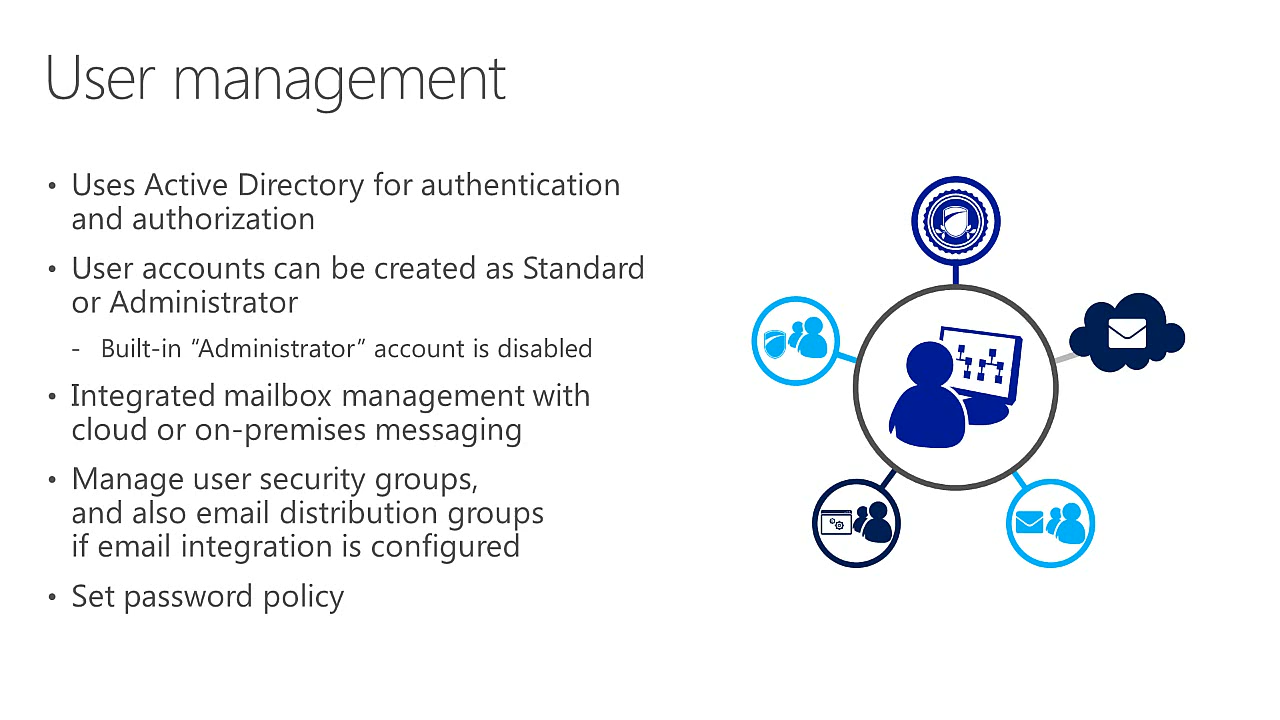 User management
• Uses Active Directory for authentication
and authorization
• User accounts can be created as Standard
or Administrator
- Built-in “Administrator” account is disabled
• Integrated mailbox management with
cloud or on-premises messaging
• Manage user security groups,
and also email distribution groups
if email integration is configured
• Set password policy